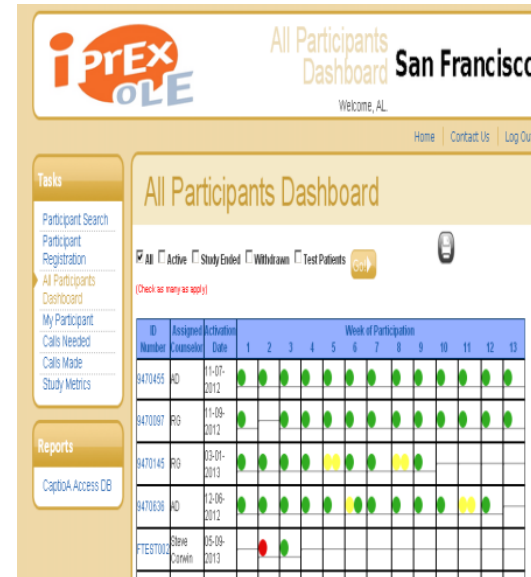 iPrEx
OLE
All Participants
Dashboard
San Francisco
Welcome, AL.
Home | Contact Us | Log Ou
Tasks
Participant Search
Participant
Registration
All Participants
Dashboard
My Participant
Calls Needed
Calls Made
Study Metrics
Reports
CaptioA Access DB
All Participants Dashboard
All Active Study Ended Withdrawn Test Patients Go!
(Check as many as apply)
ID Number Assigned Counselor Activation Date Week of Participation
1 2 3 4 5 6 7 8 9 10 11 12 13
9470455 AD 11-07-2012
9470097 RG 11-09-2012
9470145 RG 03-01-2013
9470636 AD 12-06-2012
FTEST002 Steve Corwin 05-09-2013